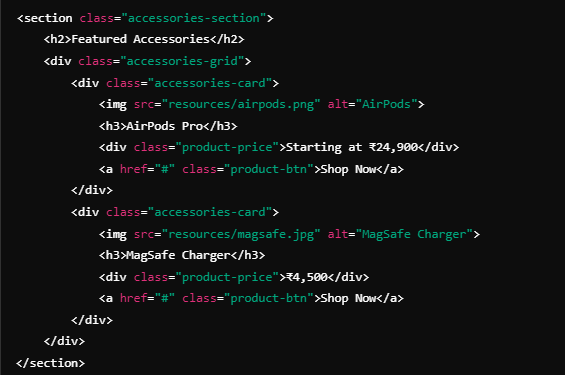 <section class="accessories-section">
<h2>Featured Accessories</h2>
<div class="accessories-grid">
<div class="accessories-card">
<img src="resources/airpods.png" alt="AirPods">
<h3>AirPods Pro</h3>
<div class="product-price">Starting at ₹24,900</div>
<a href="#" class="product-btn">Shop Now</a>
</div>
<div class="accessories-card">
<img src="resources/magsafe.jpg" alt="MagSafe Charger">
<h3>MagSafe Charger</h3>
<div class="product-price">₹4,500</div>
<a href="#" class="product-btn">Shop Now</a>
</div>
</div>
</section>